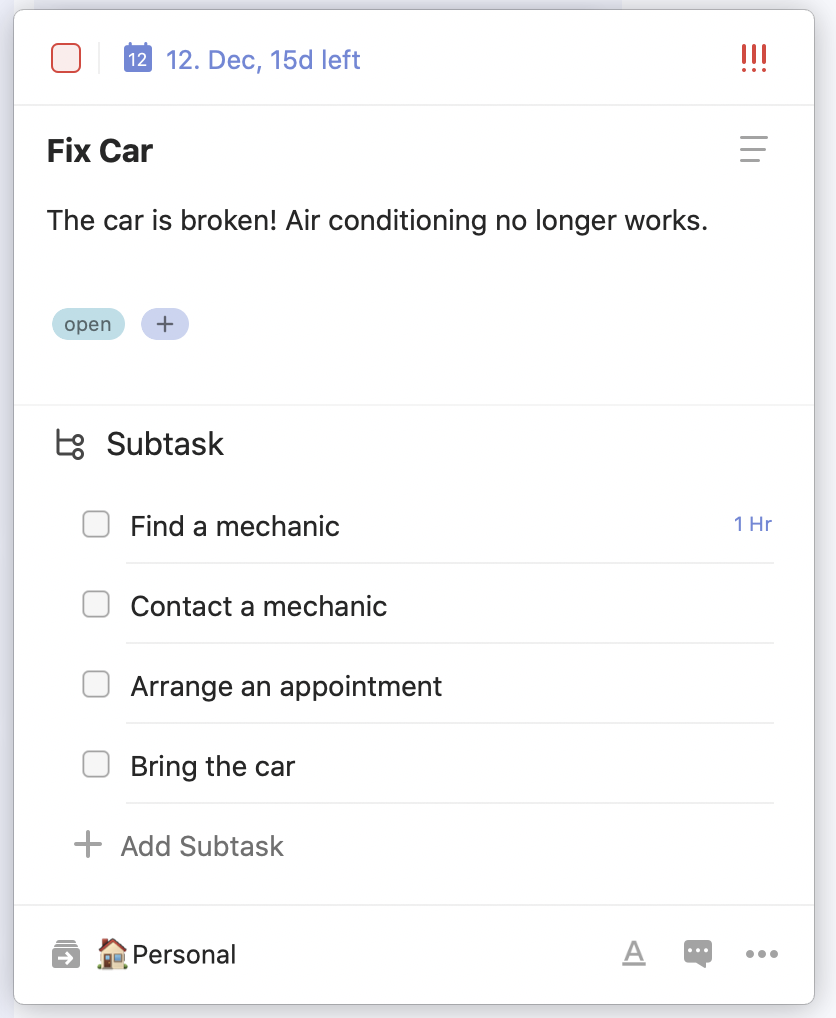 12 12. Dec, 15d left !!!
Fix Car
The car is broken! Air conditioning no longer works.
open +
Subtask
Find a mechanic 1 Hr
Contact a mechanic
Arrange an appointment
Bring the car
+ Add Subtask
Personal A